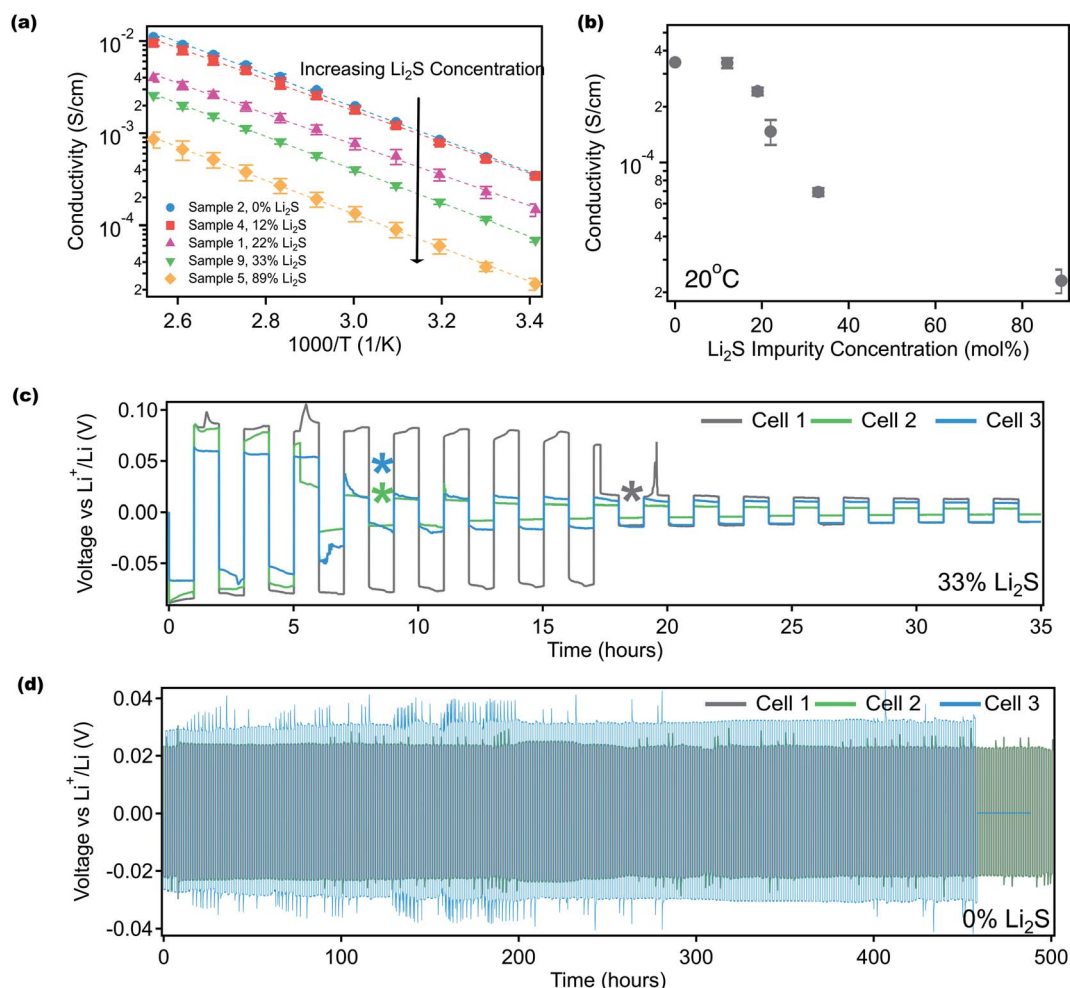 (a)
Conductivity (S/cm)
10⁻²
6
4
2
10⁻³
6
4
2
10⁻⁴
6
4
2
Increasing Li₂S Concentration
Sample 2, 0% Li₂S
Sample 4, 12% Li₂S
Sample 1, 22% Li₂S
Sample 9, 33% Li₂S
Sample 5, 89% Li₂S
2.6 2.8 3.0 3.2 3.4
1000/T (1/K)
(b)
Conductivity (S/cm)
4
2
10⁻⁴
8
6
4
2
20°C
0 20 40 60 80
Li₂S Impurity Concentration (mol%)
(c)
Voltage vs Li⁺/Li (V)
0.10
0.05
0.00
-0.05
Cell 1 Cell 2 Cell 3
33% Li₂S
0 5 10 15 20 25 30 35
Time (hours)
(d)
Voltage vs Li⁺/Li (V)
0.04
0.02
0.00
-0.02
-0.04
Cell 1 Cell 2 Cell 3
0% Li₂S
0 100 200 300 400 500
Time (hours)